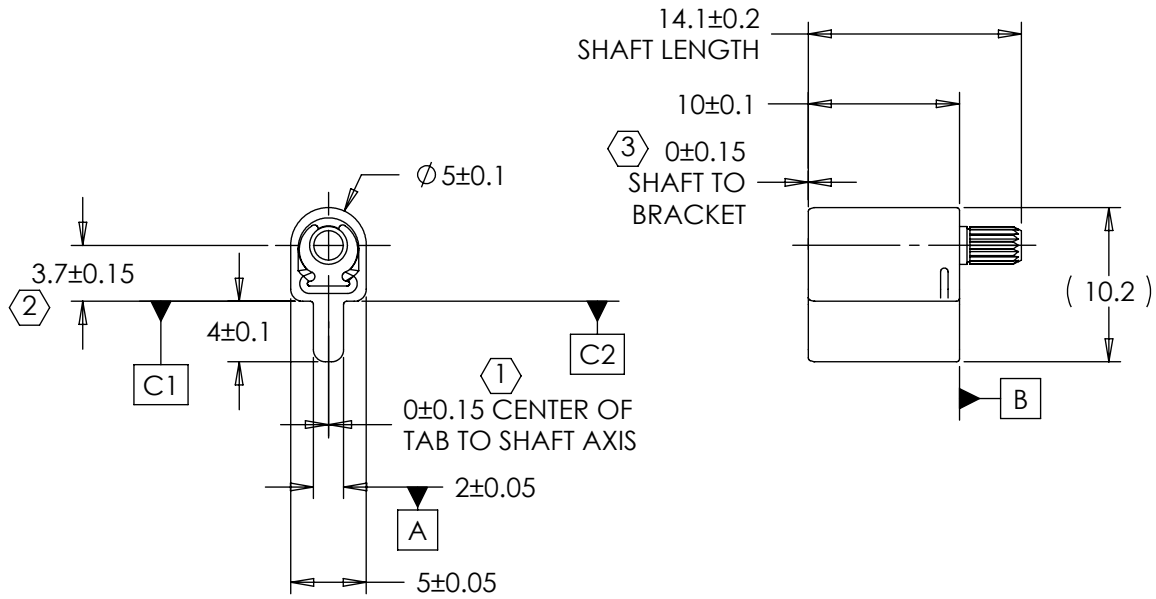 14.1±0.2
SHAFT LENGTH
10±0.1
3 0±0.15
SHAFT TO
BRACKET
∅5±0.1
3.7±0.15
2
4±0.1
C1
C2
1
0±0.15 CENTER OF
TAB TO SHAFT AXIS
2±0.05
A
5±0.05
( 10.2 )
B